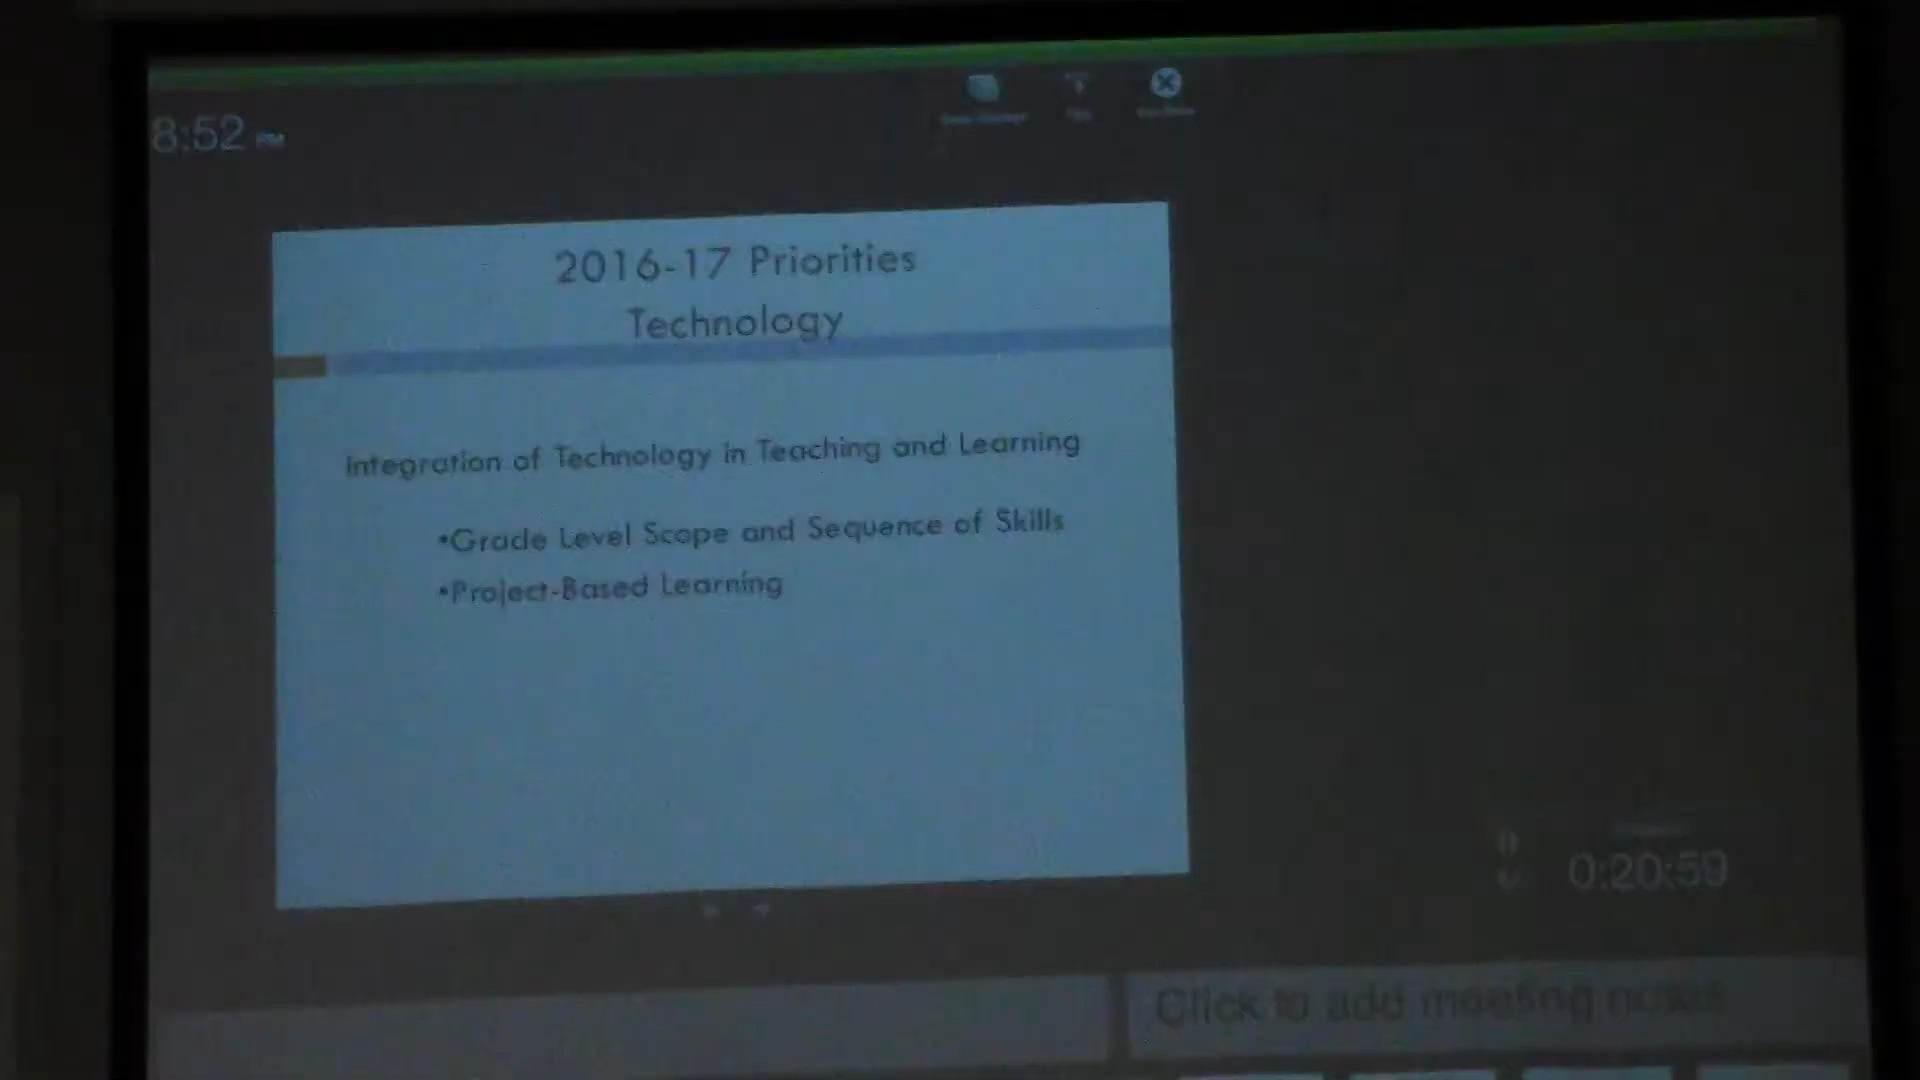 8:52 PM
2016-17 Priorities
Technology
Integration of Technology in Teaching and Learning
•Grade Level Scope and Sequence of Skills
•Project-Based Learning
0:20:59
Click to add meeting notes